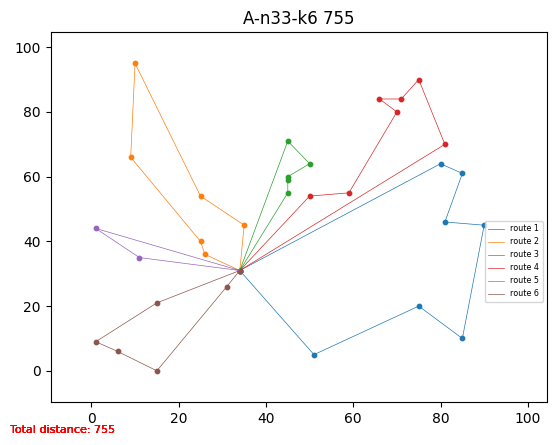 A-n33-k6 755
100
80
60
40
20
0
0 20 40 60 80 100
route 1
route 2
route 3
route 4
route 5
route 6
Total distance: 755